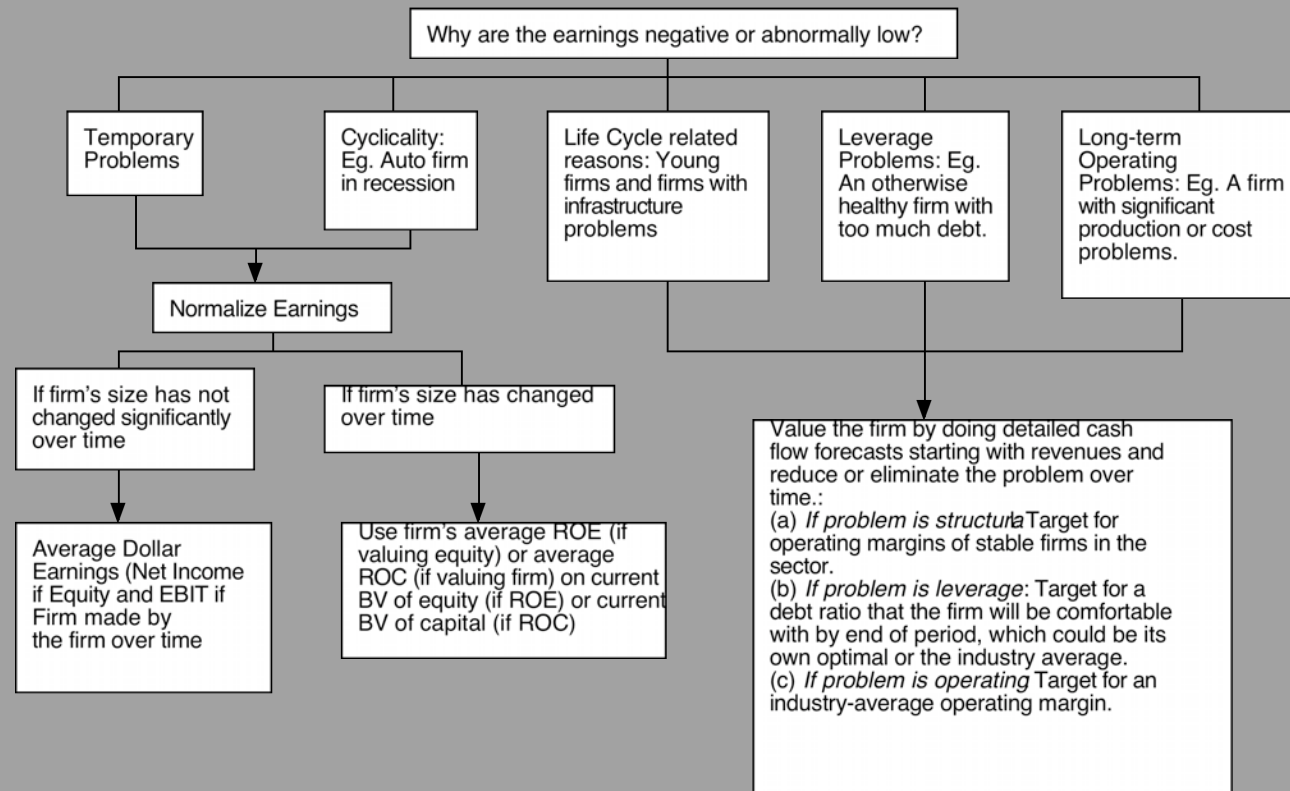 Why are the earnings negative or abnormally low?
Temporary
Problems
Cyclicality:
Eg. Auto firm
in recession
Life Cycle related
reasons: Young
firms and firms with
infrastructure
problems
Leverage
Problems: Eg.
An otherwise
healthy firm with
too much debt.
Long-term
Operating
Problems: Eg. A firm
with significant
production or cost
problems.
Normalize Earnings
If firm's size has not
changed significantly
over time
If firm's size has changed
over time
Average Dollar
Earnings (Net Income
if Equity and EBIT if
Firm made by
the firm over time
Use firm's average ROE (if
valuing equity) or average
ROC (if valuing firm) on current
BV of equity (if ROE) or current
BV of capital (if ROC)
Value the firm by doing detailed cash
flow forecasts starting with revenues and
reduce or eliminate the problem over
time.:
(a) If problem is structural Target for
operating margins of stable firms in the
sector.
(b) If problem is leverage: Target for a
debt ratio that the firm will be comfortable
with by end of period, which could be its
own optimal or the industry average.
(c) If problem is operating Target for an
industry-average operating margin.